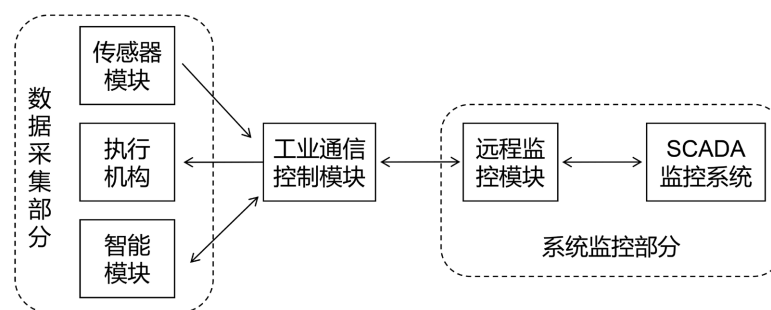 数据采集部分
传感器
模块
执行
机构
智能
模块
工业通信
控制模块
远程监
控模块
SCADA
监控系统
系统监控部分